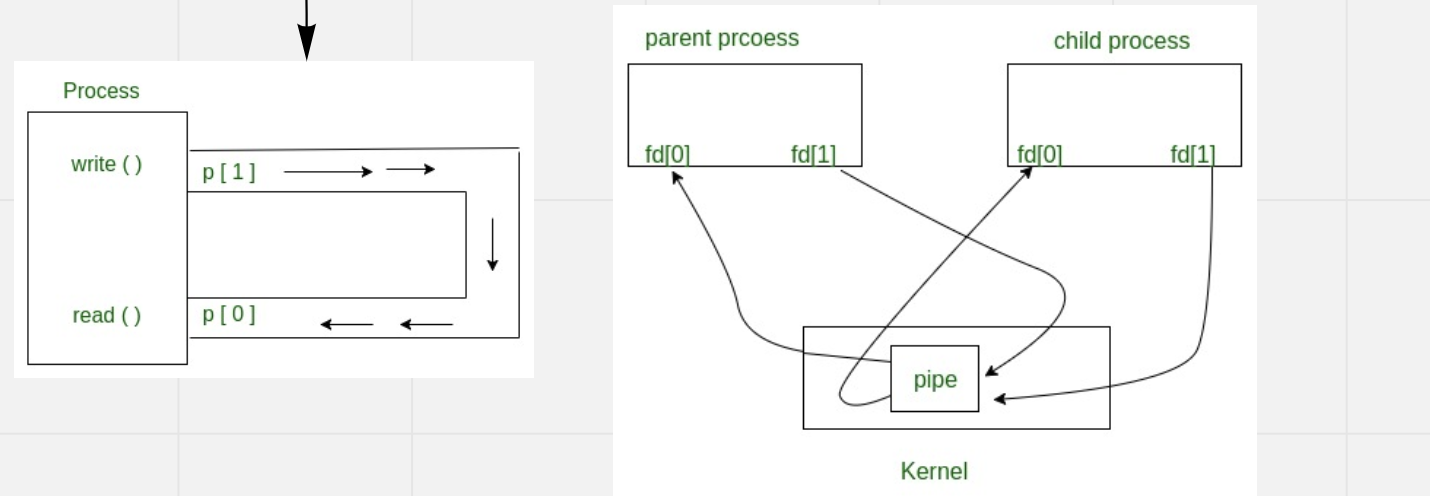 Process
write ( )
p [ 1 ]
read ( )
p [ 0 ]
parent prcoess
child process
fd[0]
fd[1]
fd[0]
fd[1]
pipe
Kernel